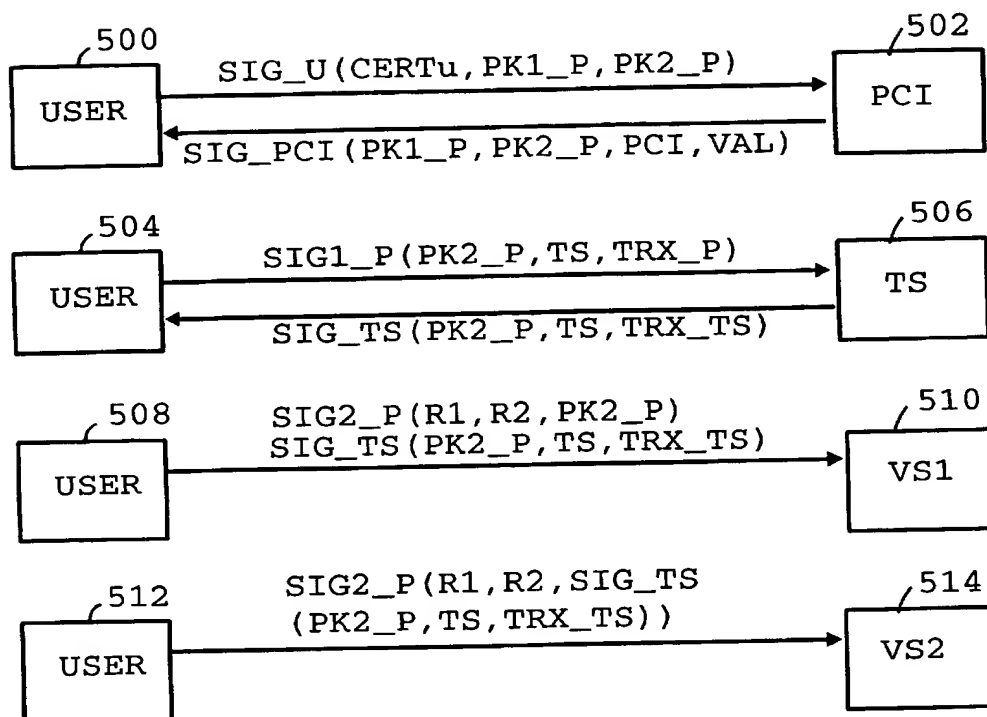 500
502
SIG_U(CERTu,PK1_P,PK2_P)
USER
PCI
SIG_PCI(PK1_P,PK2_P,PCI,VAL)
504
506
SIG1_P(PK2_P,TS,TRX_P)
USER
TS
SIG_TS(PK2_P,TS,TRX_TS)
508
510
SIG2_P(R1,R2,PK2_P)
SIG_TS(PK2_P,TS,TRX_TS)
USER
VS1
512
514
SIG2_P(R1,R2,SIG_TS
(PK2_P,TS,TRX_TS))
USER
VS2